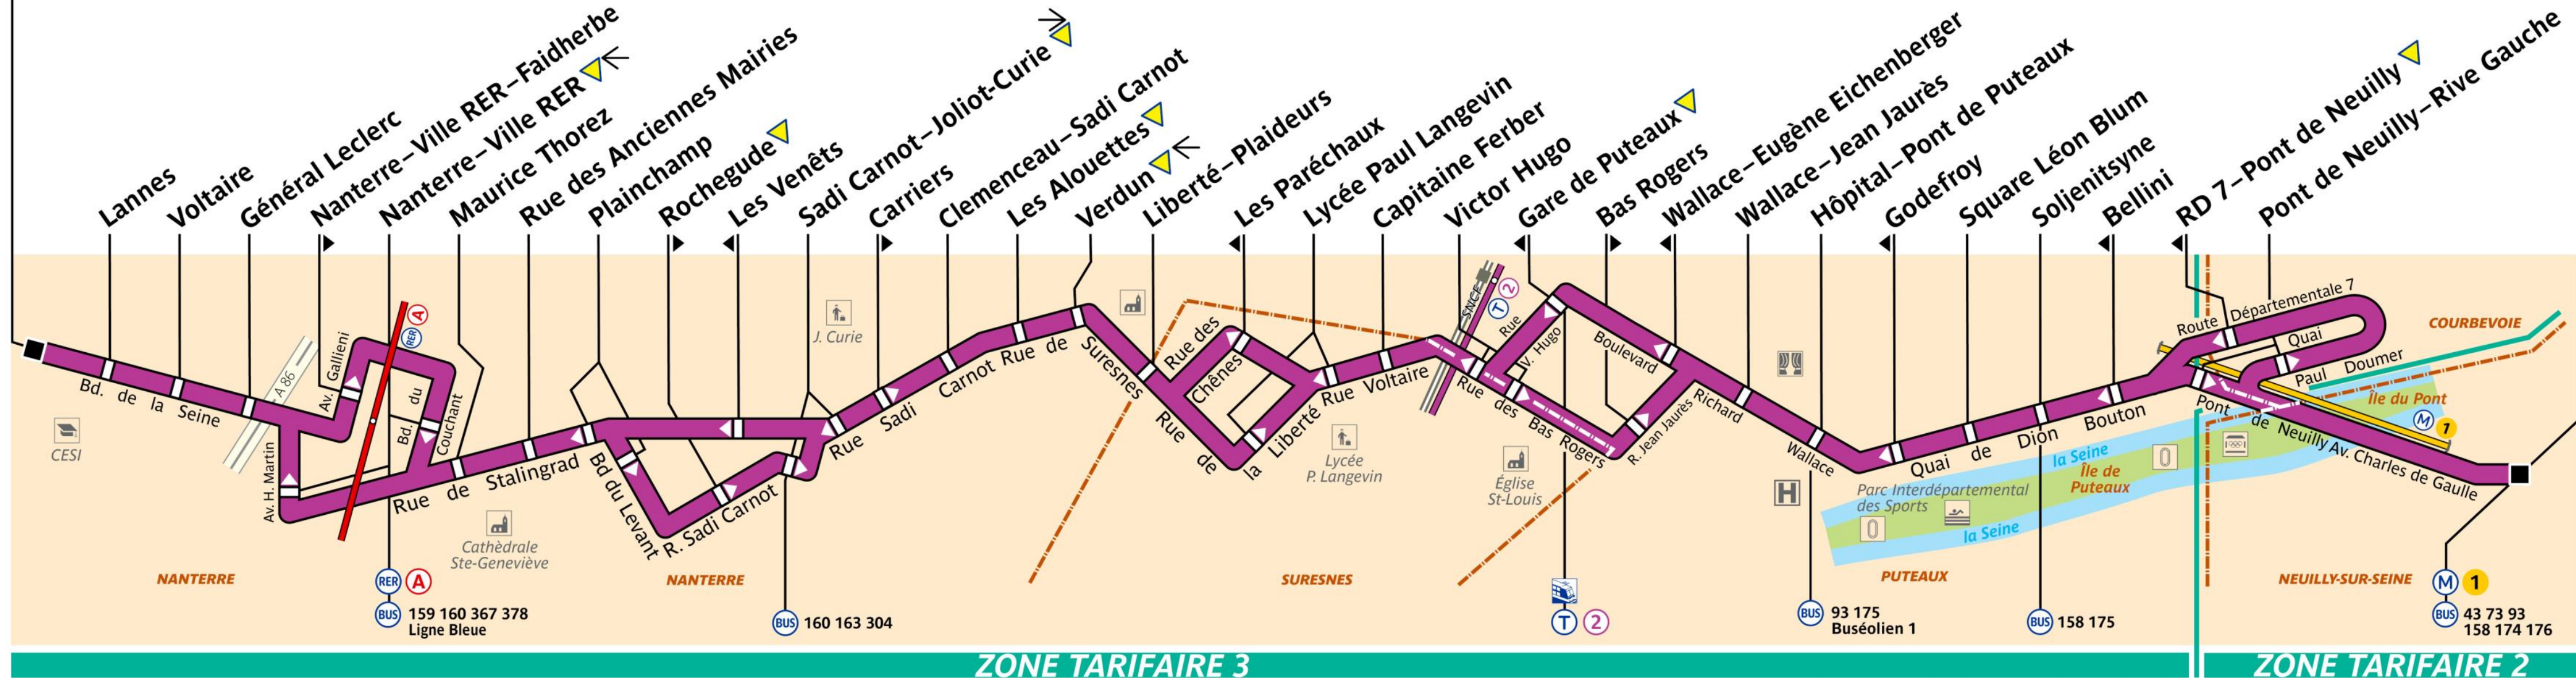 Lannes
Voltaire
Général Leclerc
Nanterre–Ville RER–Faidherbe
Nanterre–Ville RER
Maurice Thorez
Rue des Anciennes Mairies
Plainchamp
Rochegude
Les Venêts
Sadi Carnot–Joliot-Curie
Carriers
Clemenceau–Sadi Carnot
Les Alouettes
Verdun
Liberté–Plaideurs
Les Paréchaux
Lycée Paul Langevin
Capitaine Ferber
Victor Hugo
Gare de Puteaux
Bas Rogers
Wallace–Eugène Eichenberger
Wallace–Jean Jaurès
Hôpital–Pont de Puteaux
Godefroy
Square Léon Blum
Soljenitsyne
Bellini
RD 7–Pont de Neuilly
Pont de Neuilly–Rive Gauche
Bd. de la Seine
A 86
Av. Gallieni
RER A
Bd. du
Couchant
Av. H. Martin
Rue de Stalingrad
Bd du Levant
R. Sadi Carnot
Rue Sadi Carnot
Rue de Suresnes
Rue des
Chênes
Rue de la Liberté
Rue Voltaire
SNCF
T 2
Rue
Av. Hugo
Rue des Bas Rogers
R. Jean Jaurès
Boulevard
Richard
Wallace
Quai de Dion Bouton
Route Départementale 7
Quai
Paul Doumer
Pont de Neuilly
Av. Charles de Gaulle
COURBEVOIE
Île du Pont
M 1
CESI
J. Curie
Cathèdrale
Ste-Geneviève
Lycée
P. Langevin
Église
St-Louis
H
Parc Interdépartemental
des Sports
la Seine
Île de
Puteaux
la Seine
NANTERRE
NANTERRE
SURESNES
PUTEAUX
NEUILLY-SUR-SEINE
RER A
BUS 159 160 367 378
Ligne Bleue
BUS 160 163 304
T 2
BUS 93 175
Buséolien 1
BUS 158 175
M 1
BUS 43 73 93
158 174 176
ZONE TARIFAIRE 3
ZONE TARIFAIRE 2